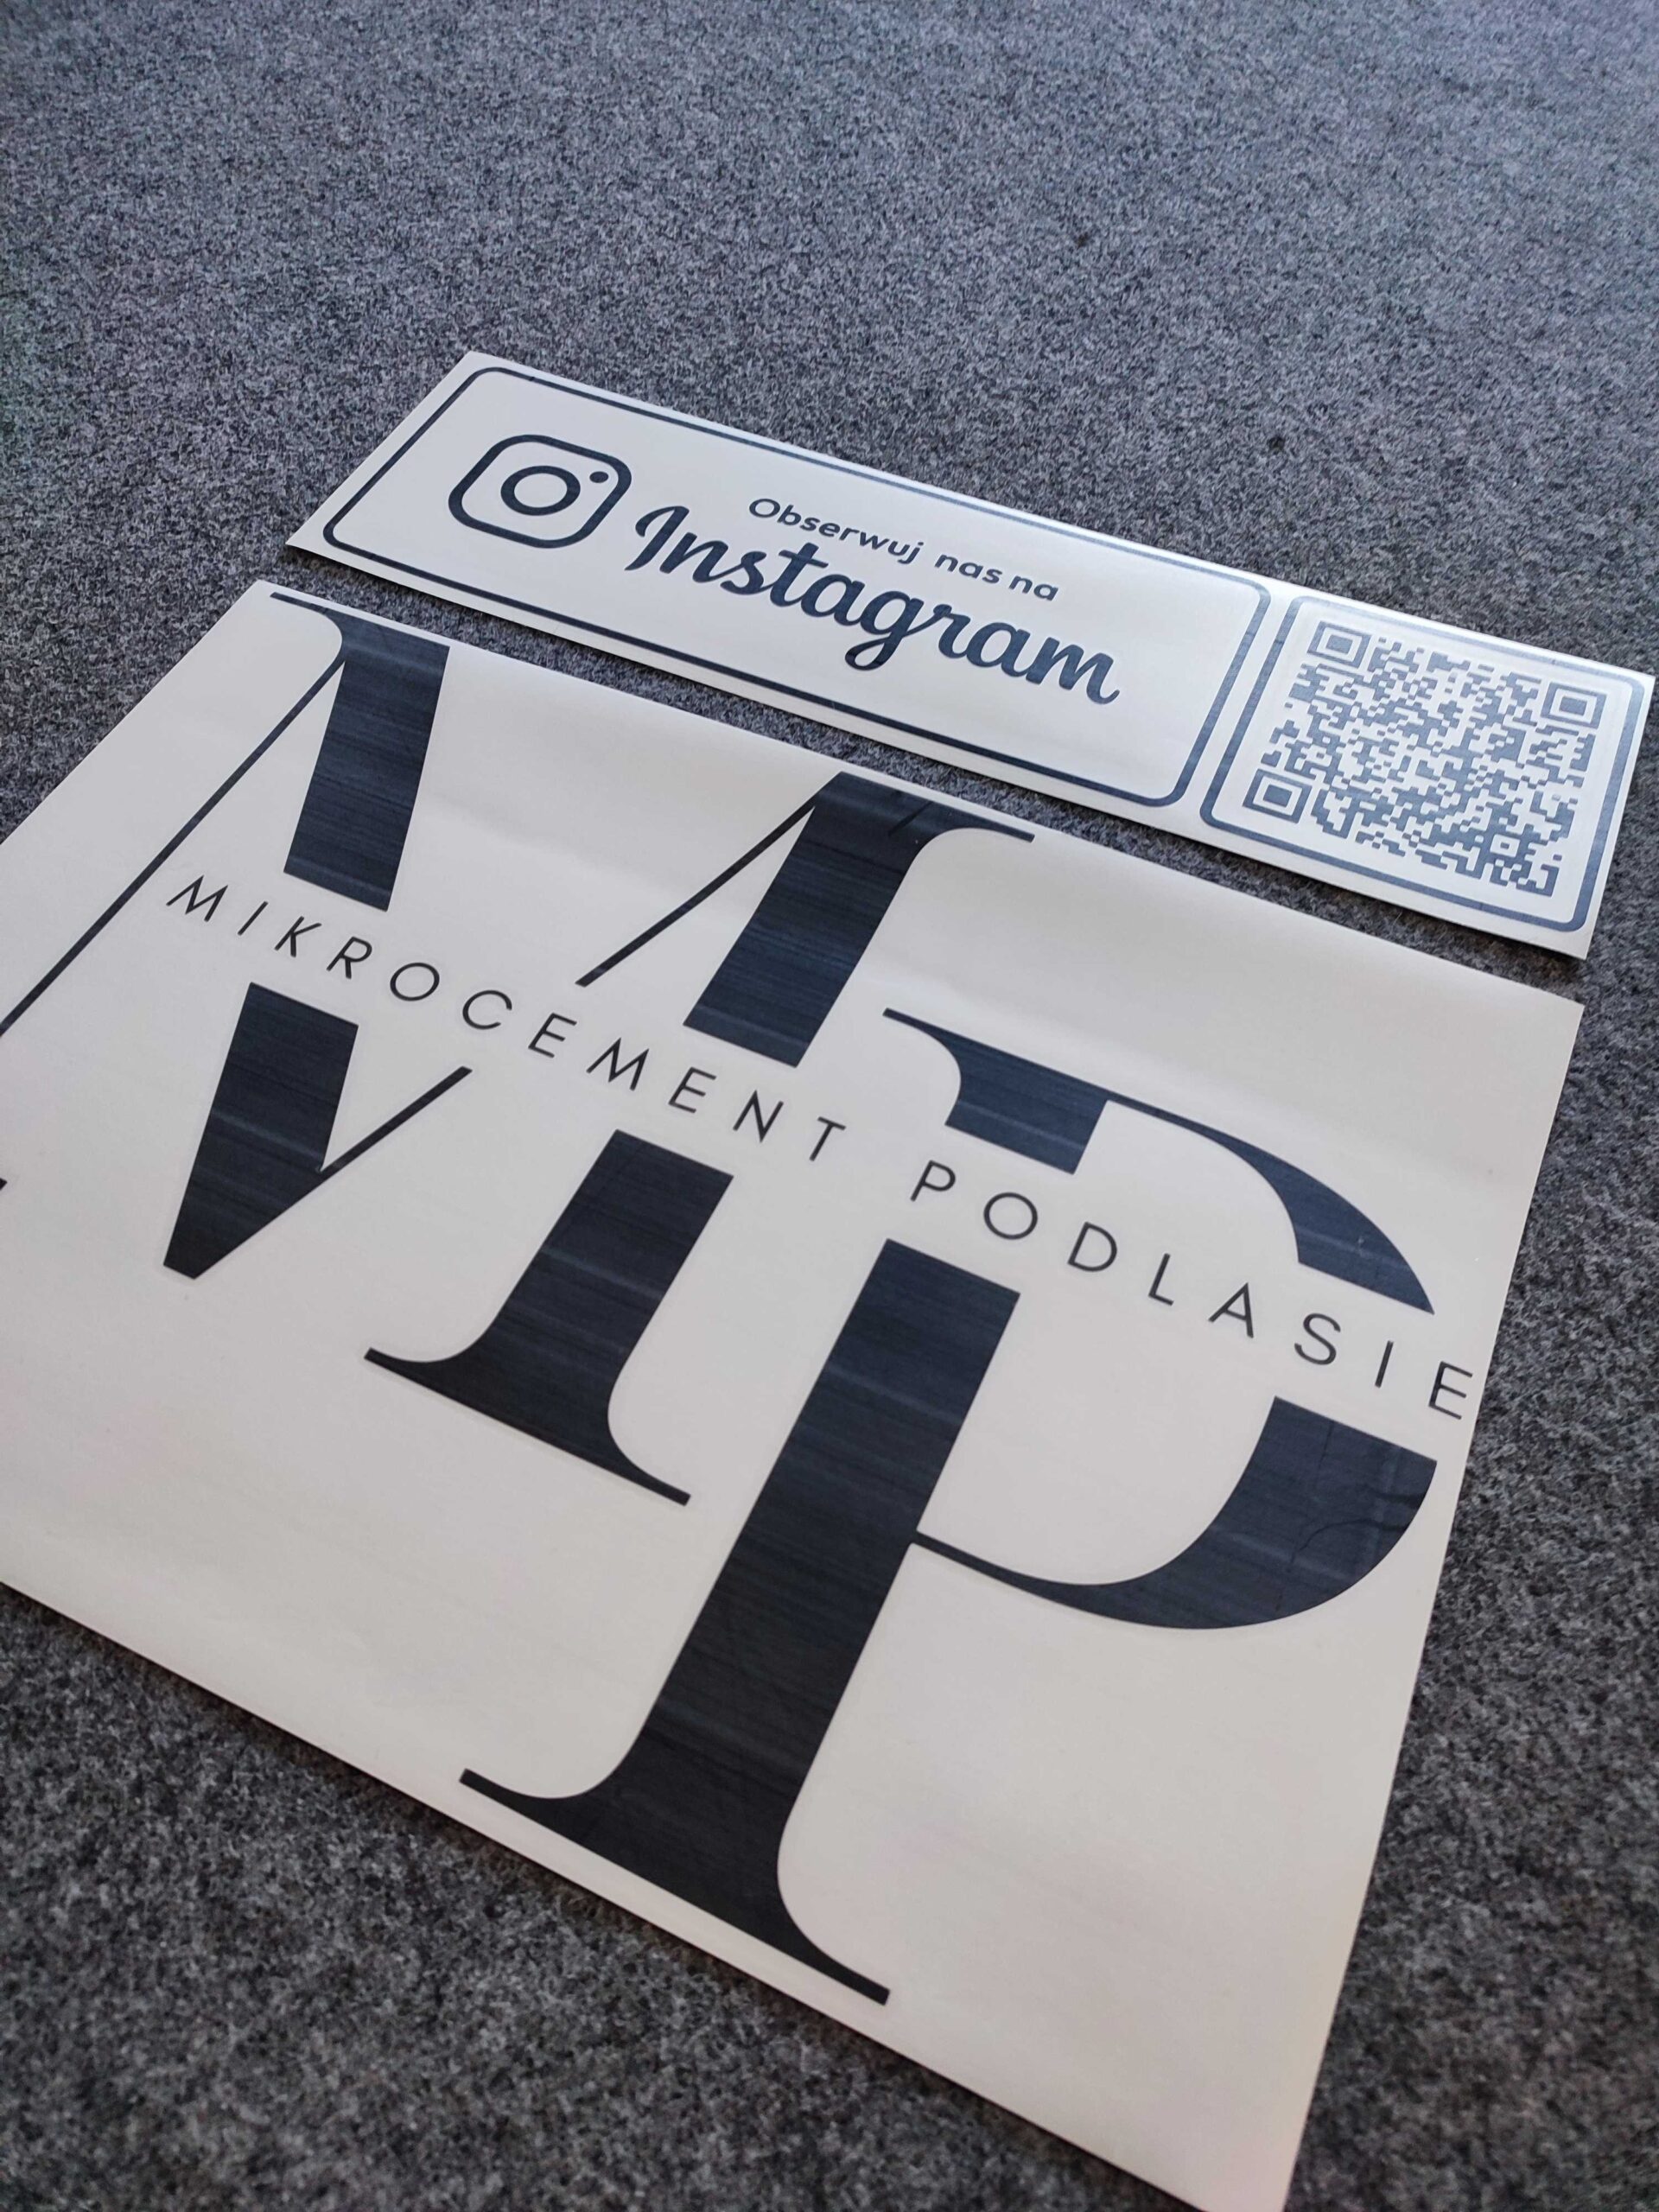 Obserwuj nas na
Instagram
MP
MIKROCEMENT PODLASIE